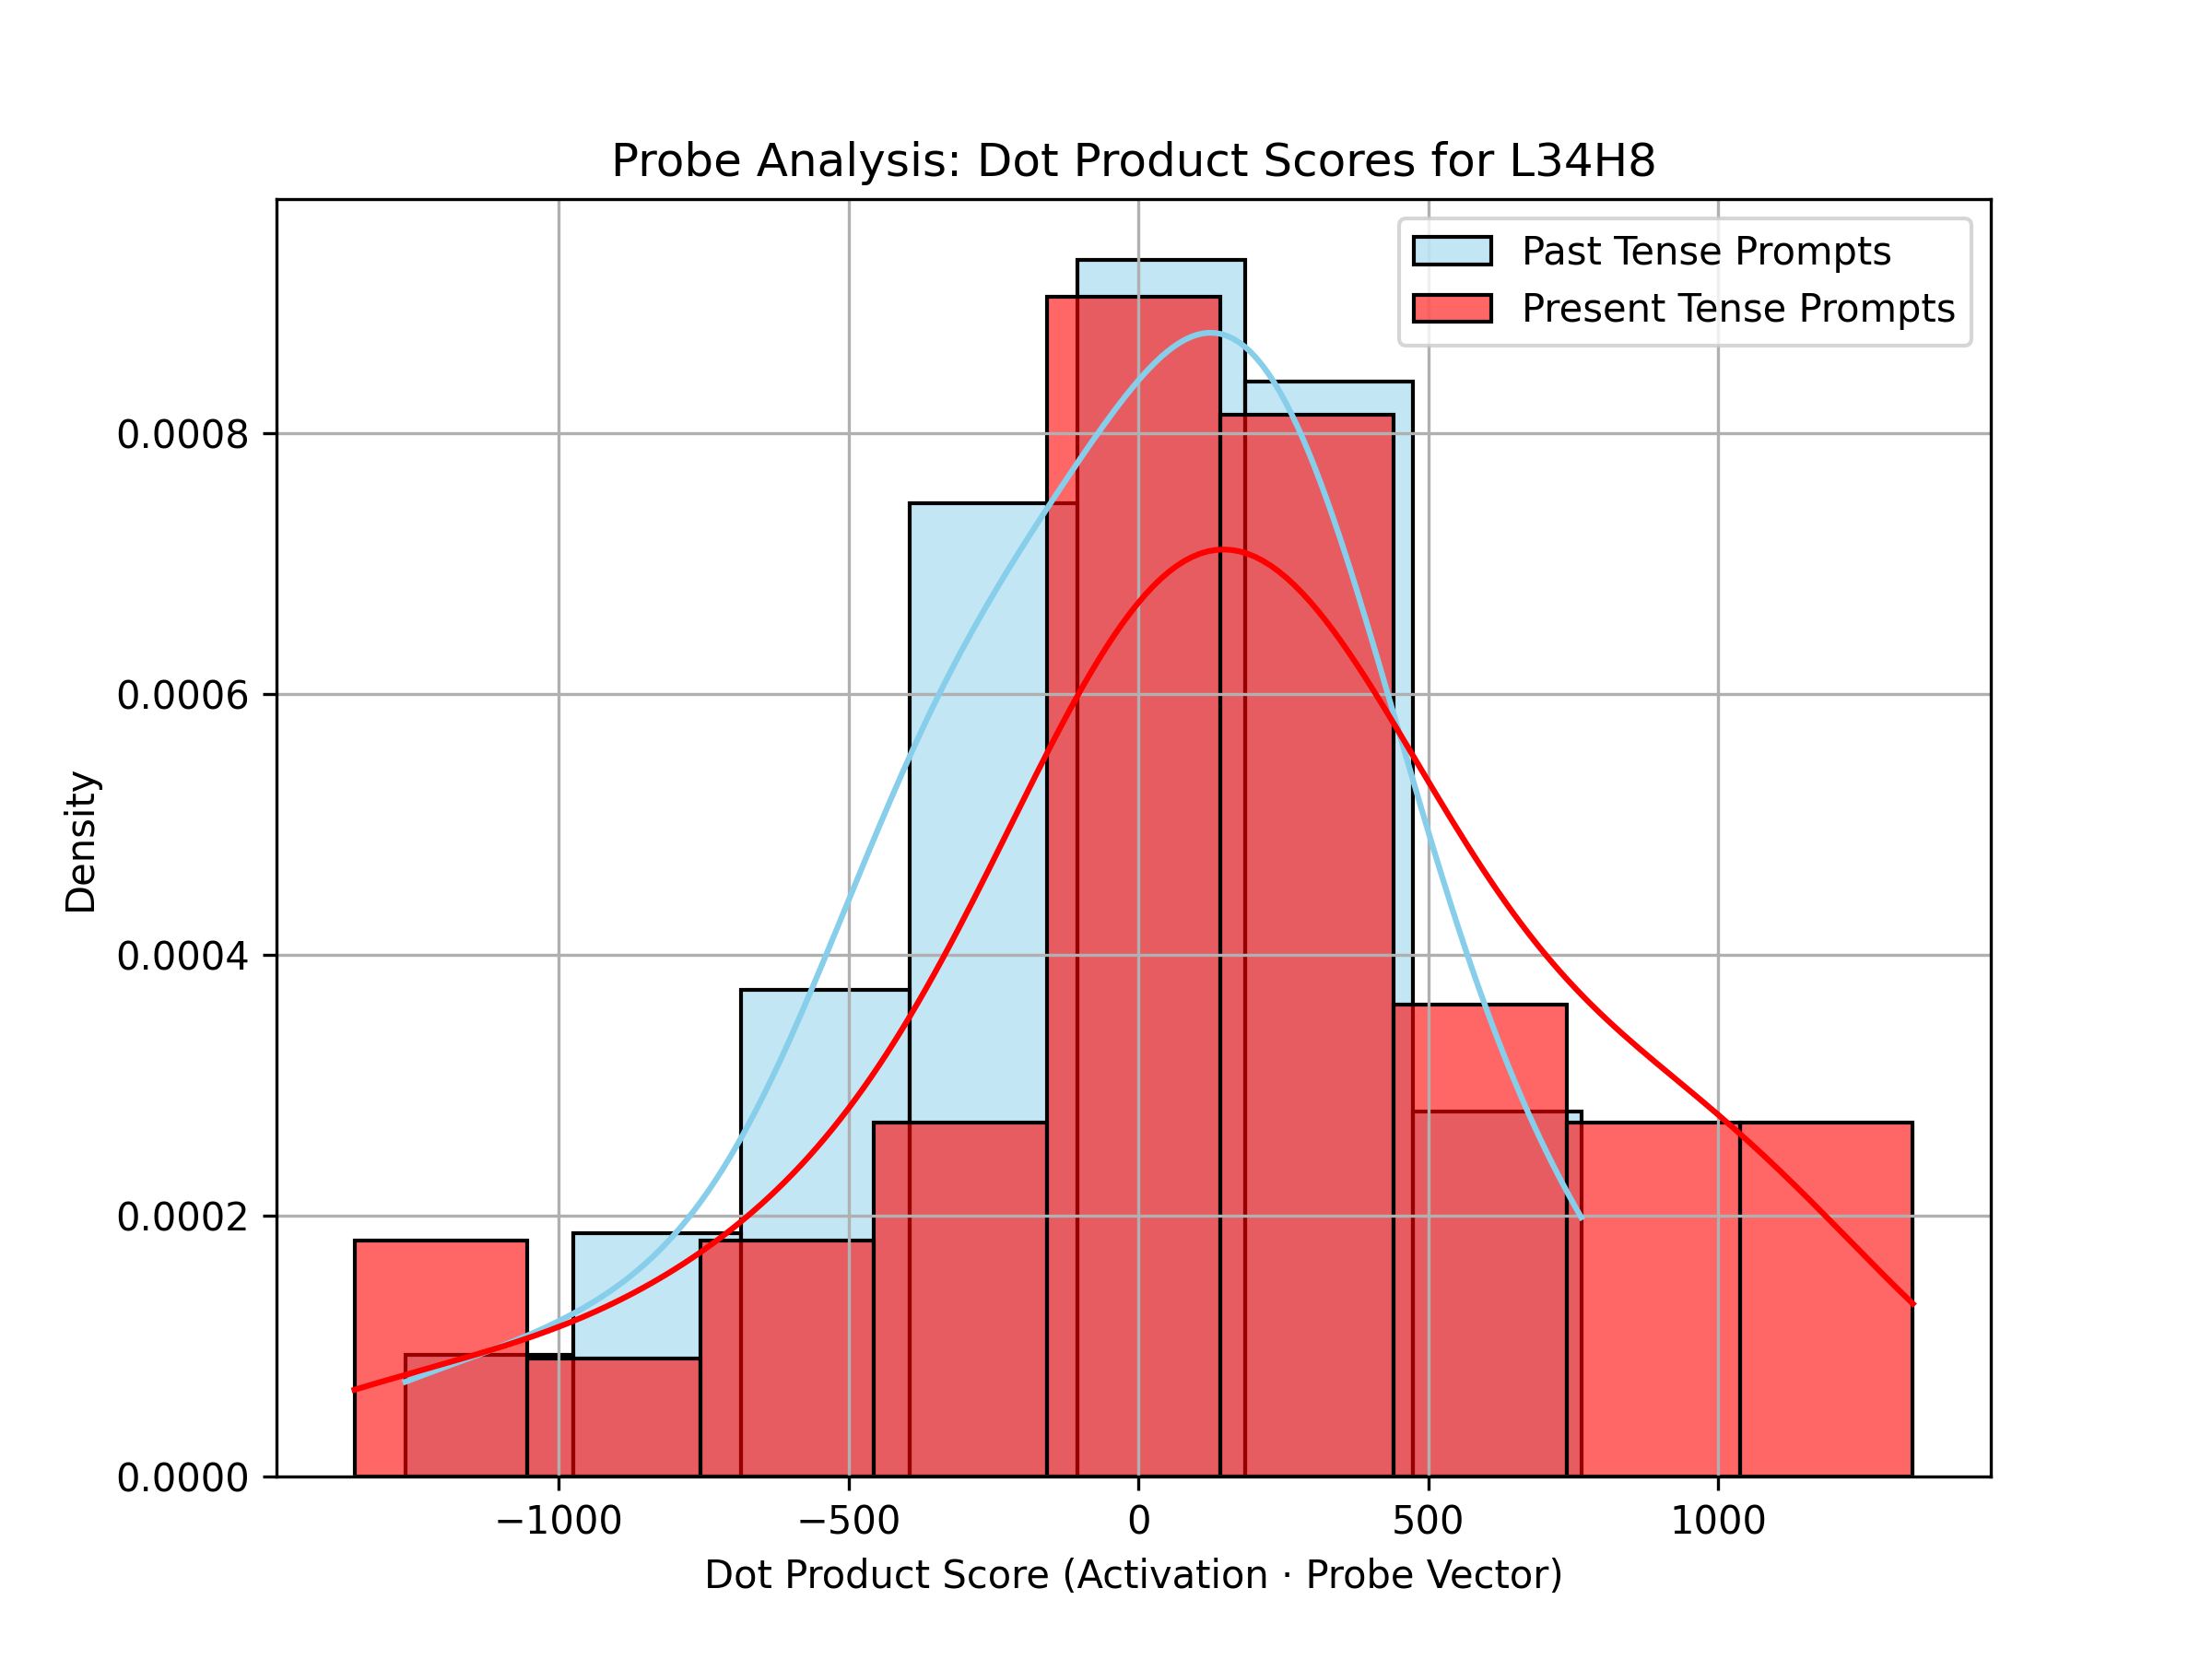 Probe Analysis: Dot Product Scores for L34H8
Past Tense Prompts
Present Tense Prompts
Density
0.0008
0.0006
0.0004
0.0002
0.0000
−1000
−500
0
500
1000
Dot Product Score (Activation · Probe Vector)